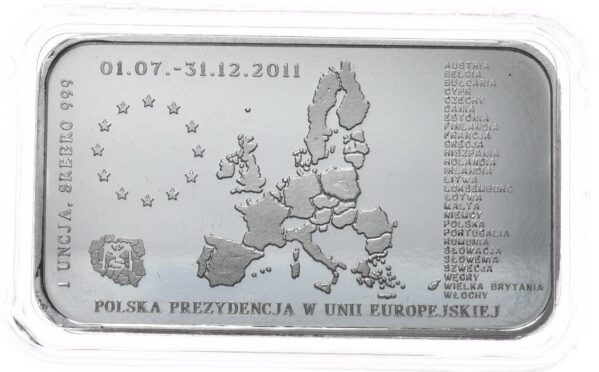 01.07.-31.12.2011
1 UNCJA, SREBRO 999
AUSTRIA
BELGIA
BUŁGARIA
CYPR
CZECHY
DANIA
ESTONIA
FINLANDIA
FRANCJA
GRECJA
HISZPANIA
HOLANDIA
IRLANDIA
LITWA
LUKSEMBURG
ŁOTWA
MALTA
NIEMCY
POLSKA
PORTUGALIA
RUMUNIA
SŁOWACJA
SŁOWENIA
SZWECJA
WĘGRY
WIELKA BRYTANIA
WŁOCHY
POLSKA PREZYDENCJA W UNII EUROPEJSKIEJ